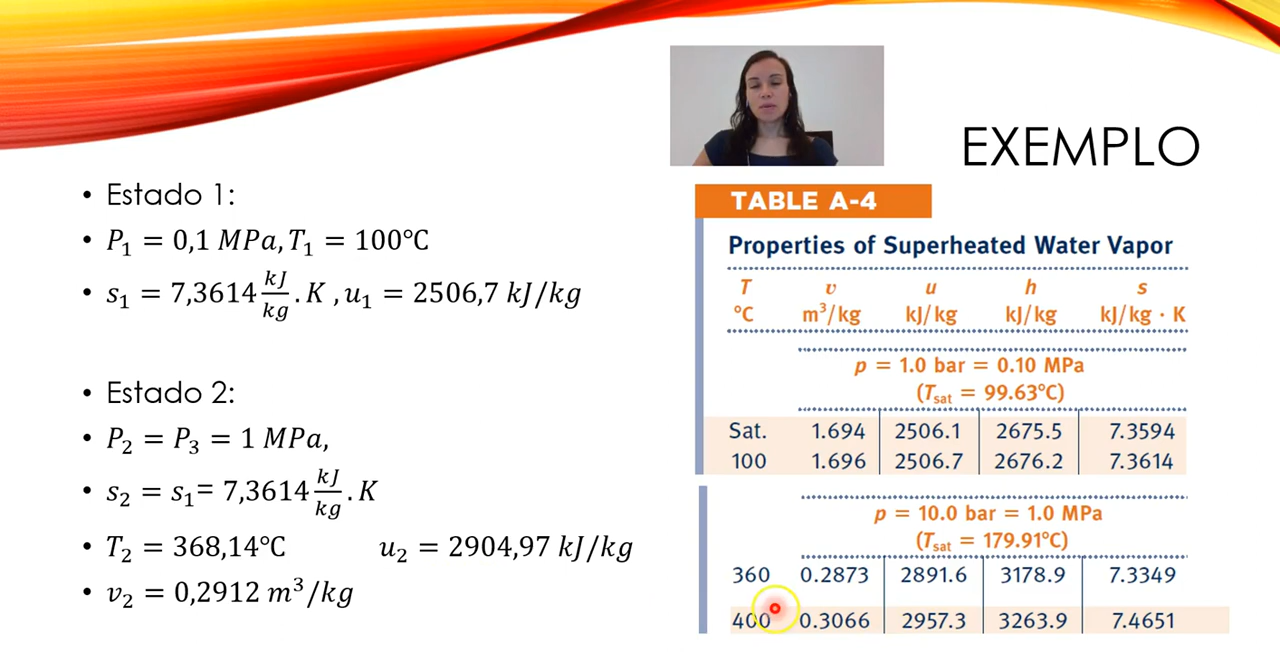 EXEMPLO
• Estado 1:
• P₁ = 0,1 MPa, T₁ = 100℃
• s₁ = 7,3614 kJ/kg . K , u₁ = 2506,7 kJ/kg
• Estado 2:
• P₂ = P₃ = 1 MPa,
• s₂ = s₁= 7,3614 kJ/kg . K
• T₂ = 368,14℃ u₂ = 2904,97 kJ/kg
• v₂ = 0,2912 m³/kg
TABLE A-4
Properties of Superheated Water Vapor
T v u h s
°C m³/kg kJ/kg kJ/kg kJ/kg · K
p = 1.0 bar = 0.10 MPa
(Tsat = 99.63°C)
Sat. 1.694 2506.1 2675.5 7.3594
100 1.696 2506.7 2676.2 7.3614
p = 10.0 bar = 1.0 MPa
(Tsat = 179.91°C)
360 0.2873 2891.6 3178.9 7.3349
400 0.3066 2957.3 3263.9 7.4651